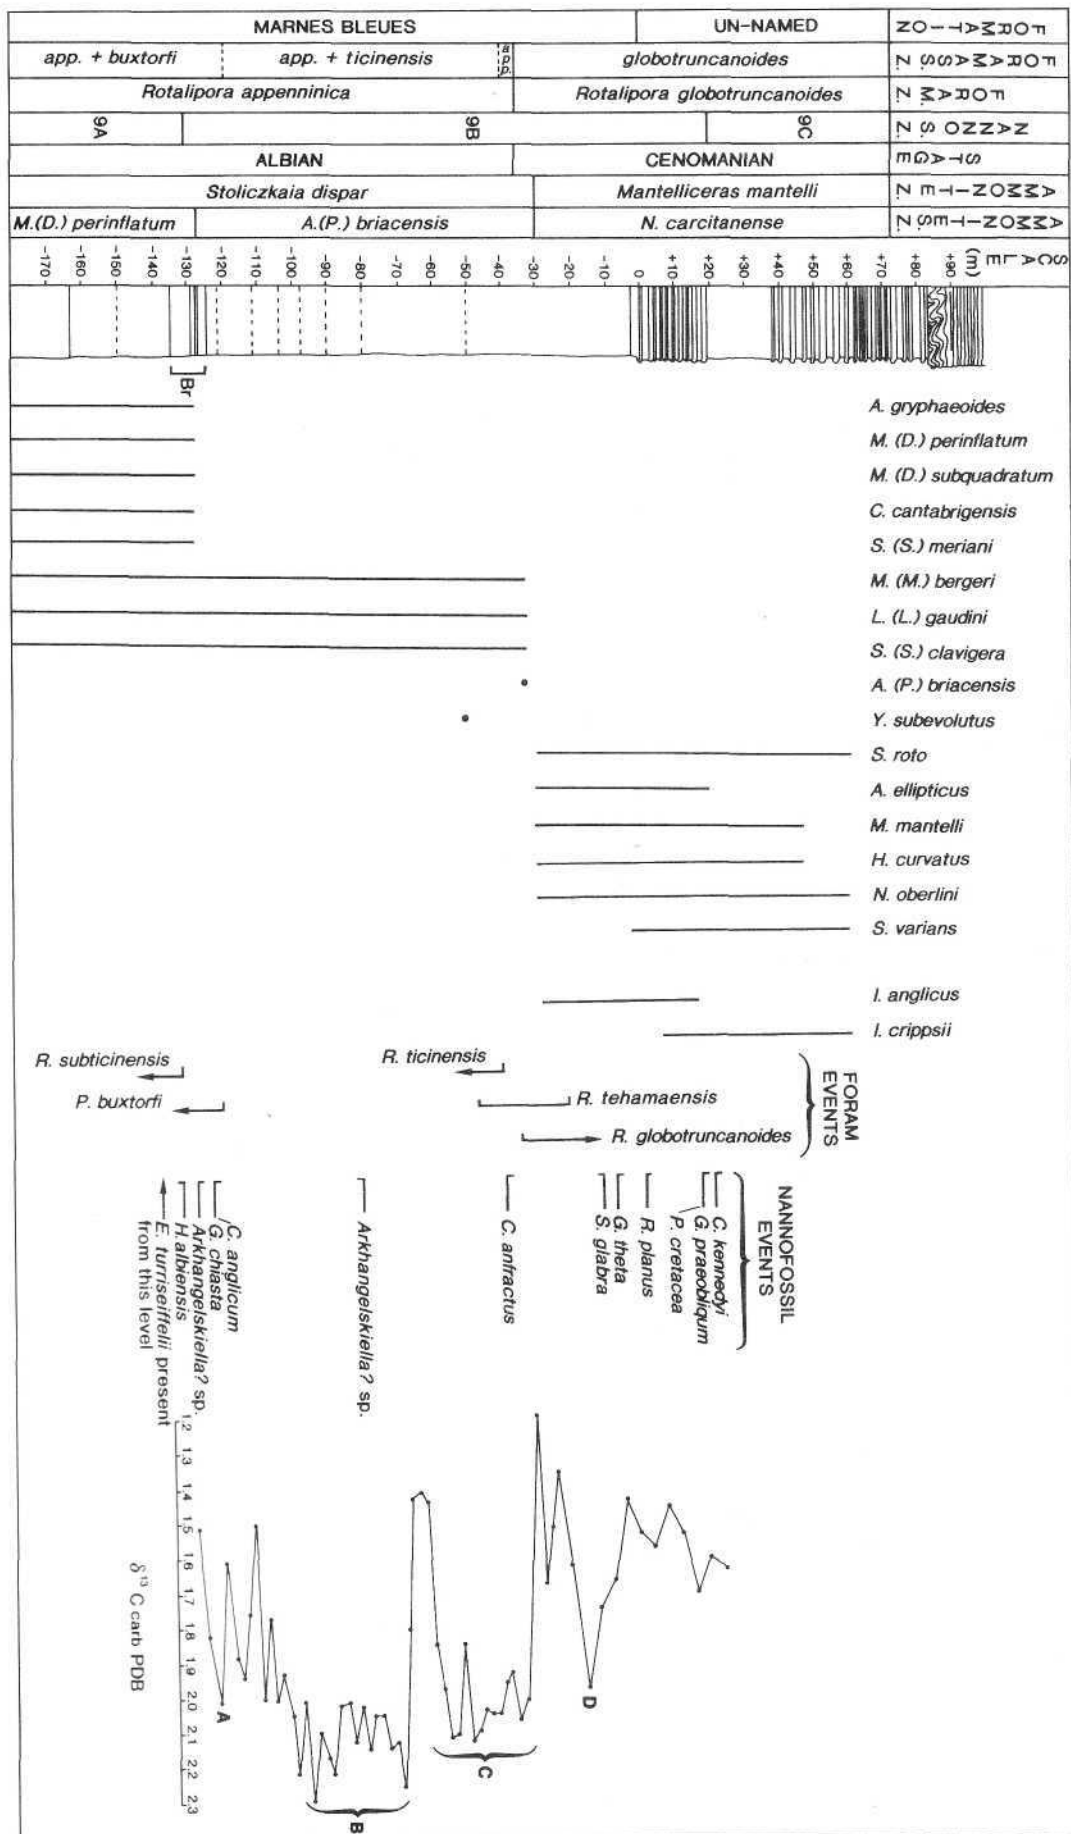 MARNES BLEUES
UN-NAMED
FORMATION
app. + buxtorfi
app. + ticinensis
app.
globotruncanoides
FORAM S.S. Z.
Rotalipora appenninica
Rotalipora globotruncanoides
FORAM. Z.
9A
9B
9C
NANNO S. Z.
ALBIAN
CENOMANIAN
STAGE
Stoliczkaia dispar
Mantelliceras mantelli
AMMONITE Z.
M.(D.) perinflatum
A.(P.) briacensis
N. carcitanense
AMMONITE S. Z.
-170
-160
-150
-140
-130
-120
-110
-100
-90
-80
-70
-60
-50
-40
-30
-20
-10
0
+10
+20
+30
+40
+50
+60
+70
+80
+90
SCALE (m)
Br
A. gryphaeoides
M. (D.) perinflatum
M. (D.) subquadratum
C. cantabrigensis
S. (S.) meriani
M. (M.) bergeri
L. (L.) gaudini
S. (S.) clavigera
A. (P.) briacensis
Y. subevolutus
S. roto
A. ellipticus
M. mantelli
H. curvatus
N. oberlini
S. varians
I. anglicus
I. crippsii
R. subticinensis
R. ticinensis
P. buxtorfi
R. tehamaensis
R. globotruncanoides
FORAM
EVENTS
NANNOFOSSIL
EVENTS
C. kennedyi
G. praeobliqum
P. cretacea
R. planus
G. theta
S. glabra
C. anfractus
Arkhangelskiella? sp.
C. anglicum
G. chiasta
Arkhangelskiella? sp.
H. albiensis
E. turriseiffelii present
from this level
1,2
1,3
1,4
1,5
1,6
1,7
1,8
1,9
2,0
2,1
2,2
2,3
δ¹³ C carb PDB
A
B
C
D